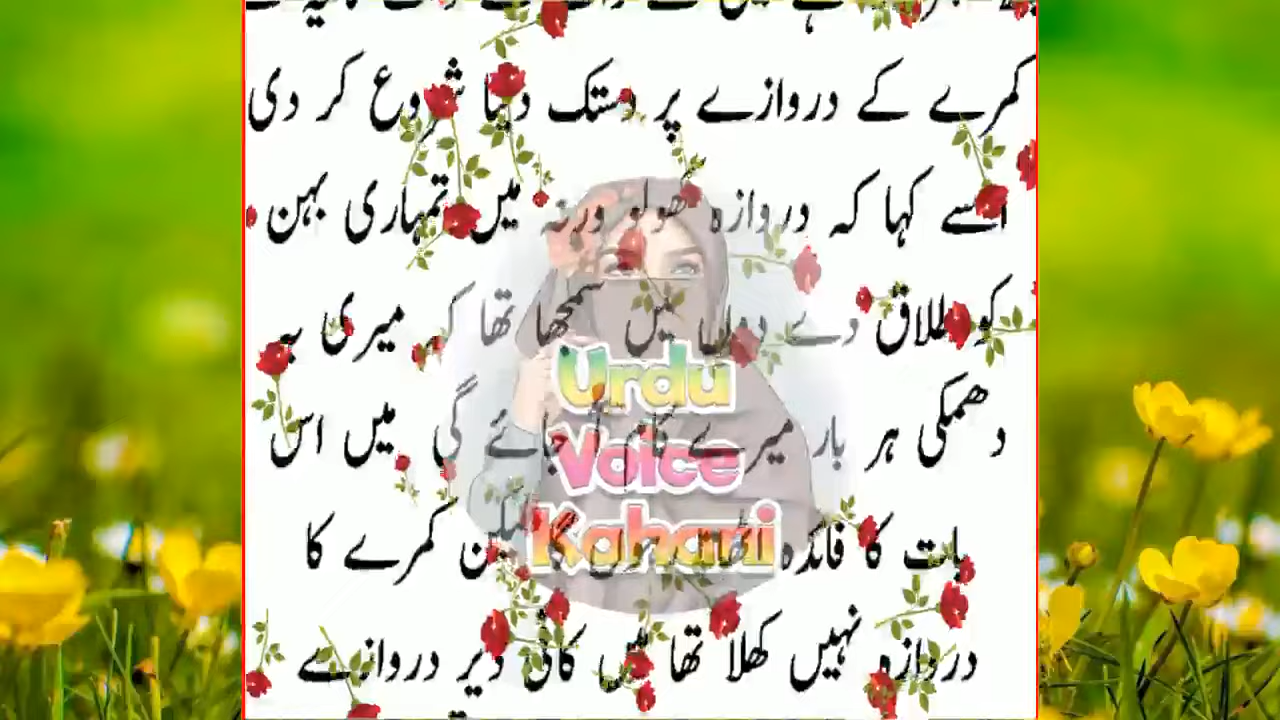 کمرے کے دروازے پر دستک دینا شروع کر دی
اسے کہا کہ دروازہ کھولو ورنہ میں تمہاری بہن
کو طلاق دے دوں میں سمجھا تھا کہ میری یہ
دھمکی ہر بار میرے کام آ جائے گی میں اس
بات کا فائدہ اٹھاتا لیکن کمرے کا
دروازہ نہیں کھلا تھا میں کافی دیر دروازے
Urdu
Voice
Kahani